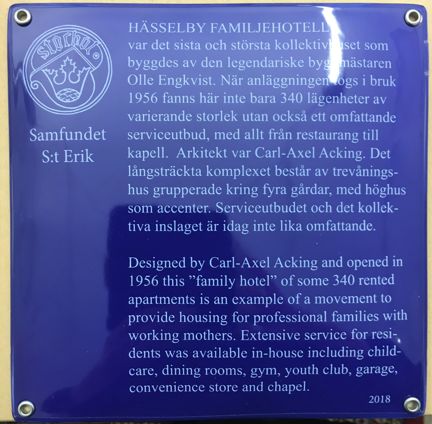 storholm
Samfundet
S:t Erik
HÄSSELBY FAMILJEHOTELL
var det sista och största kollektivhuset som
byggdes av den legendariske byggmästaren
Olle Engkvist. När anläggningen togs i bruk
1956 fanns här inte bara 340 lägenheter av
varierande storlek utan också ett omfattande
serviceutbud, med allt från restaurang till
kapell. Arkitekt var Carl-Axel Acking. Det
långsträckta komplexet består av trevånings-
hus grupperade kring fyra gårdar, med höghus
som accenter. Serviceutbudet och det kollek-
tiva inslaget är idag inte lika omfattande.
Designed by Carl-Axel Acking and opened in
1956 this ”family hotel” of some 340 rented
apartments is an example of a movement to
provide housing for professional families with
working mothers. Extensive service for resi-
dents was available in-house including child-
care, dining rooms, gym, youth club, garage,
convenience store and chapel.
2018